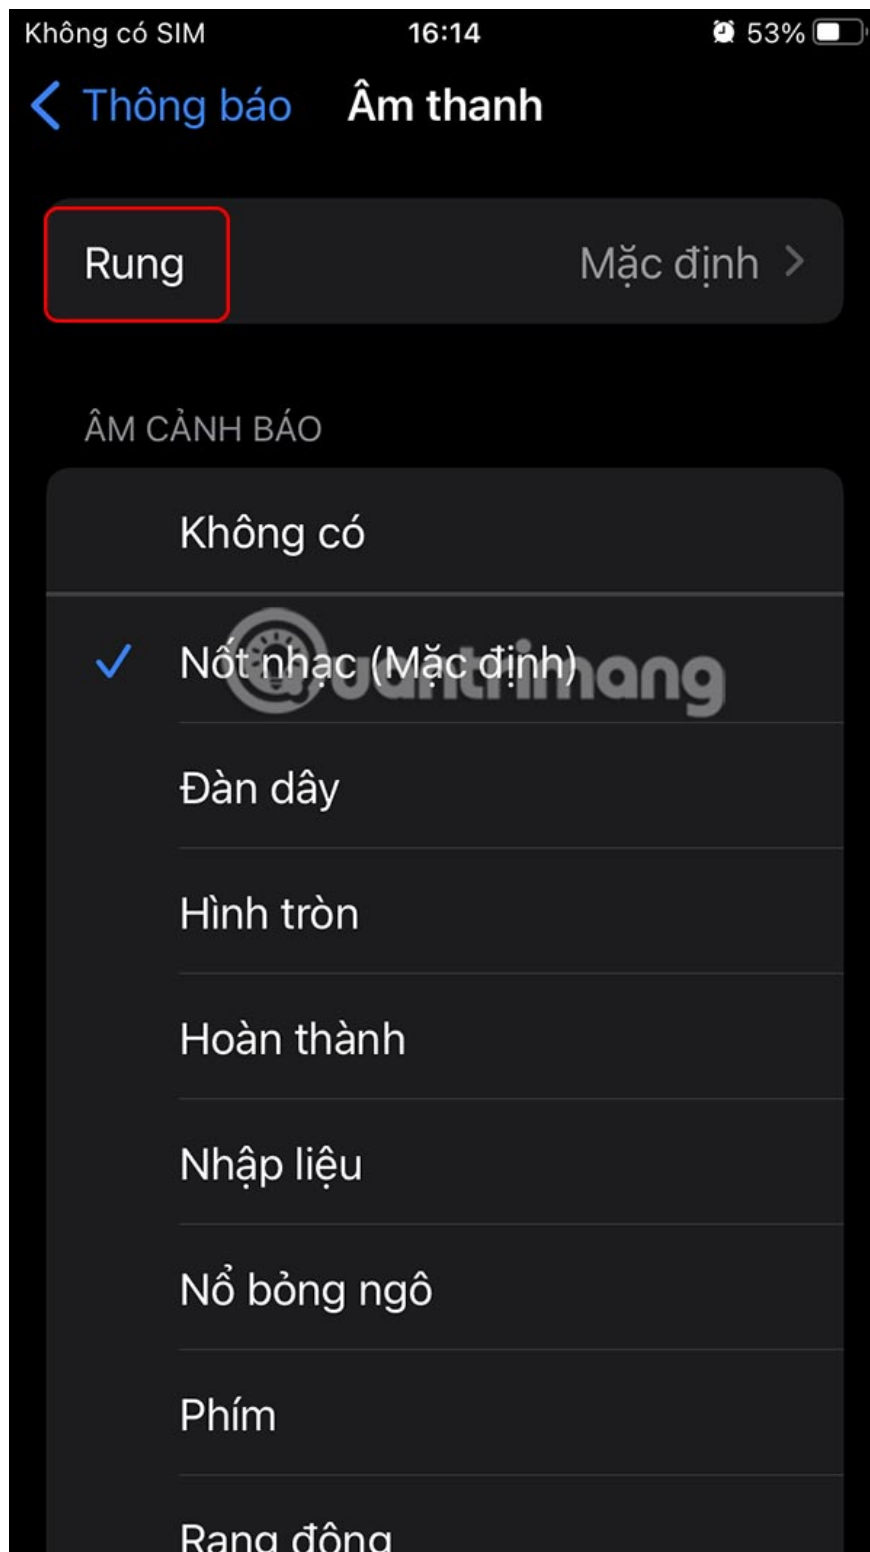 Không có SIM 16:14 53%
Thông báo Âm thanh
Rung Mặc định
ÂM CẢNH BÁO
Không có
Nốt nhạc (Mặc định)
uantrimang
Đàn dây
Hình tròn
Hoàn thành
Nhập liệu
Nổ bỏng ngô
Phím
Rạng đông